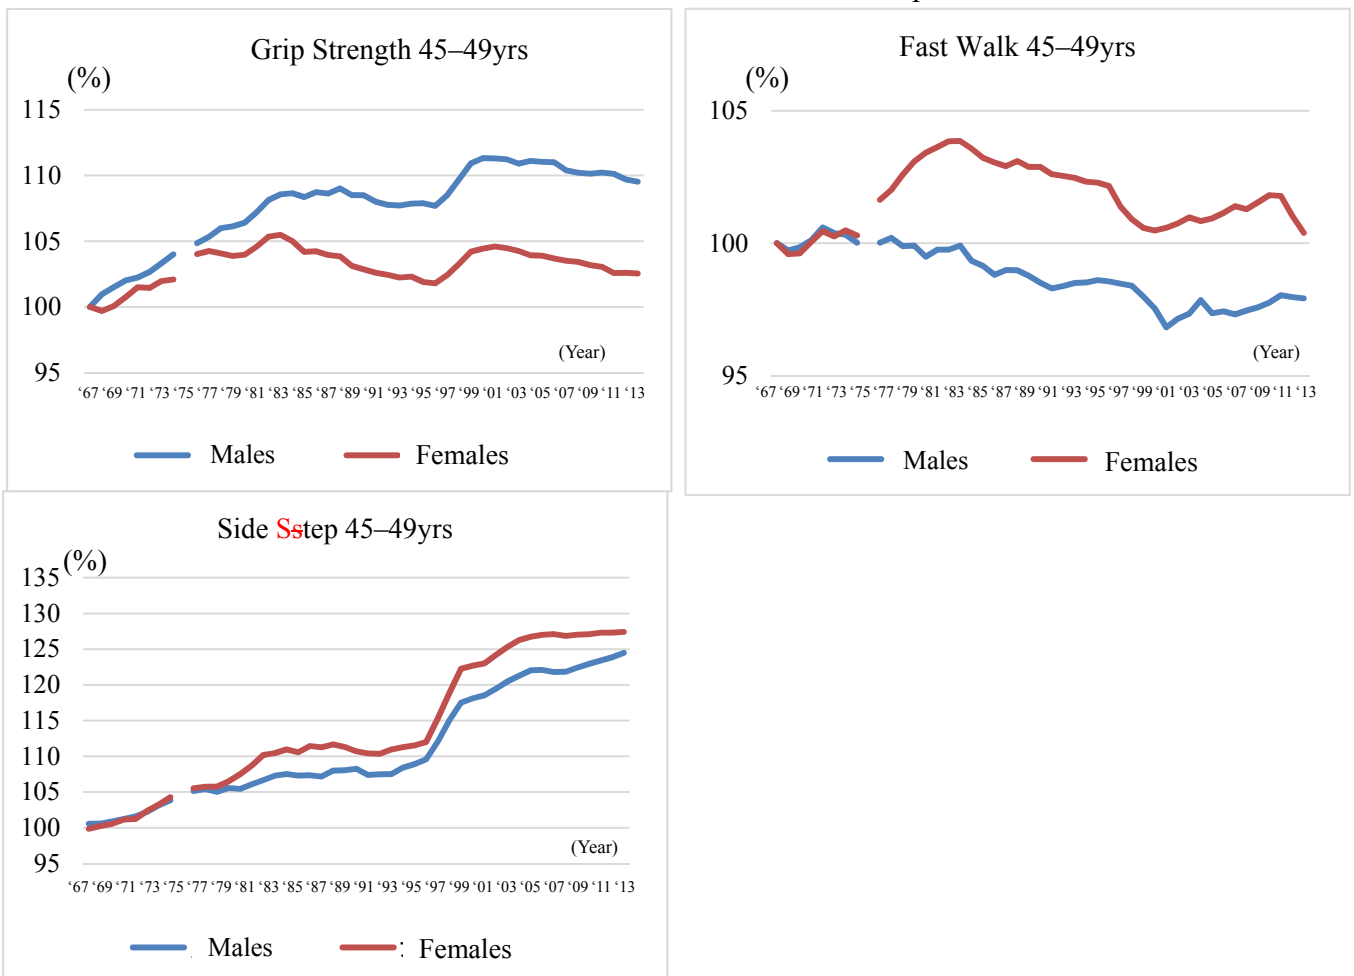 Grip Strength 45–49yrs
(%)
115
110
105
100
95
(Year)
‘67 ‘69 ‘71 ‘73 ‘75 ‘77 ‘79 ‘81 ‘83 ‘85 ‘87 ‘89 ‘91 ‘93 ‘95 ‘97 ‘99 ‘01 ‘03 ‘05 ‘07 ‘09 ‘11 ‘13
Males Females
Fast Walk 45–49yrs
(%)
105
100
95
(Year)
‘67 ‘69 ‘71 ‘73 ‘75 ‘77 ‘79 ‘81 ‘83 ‘85 ‘87 ‘89 ‘91 ‘93 ‘95 ‘97 ‘99 ‘01 ‘03 ‘05 ‘07 ‘09 ‘11 ‘13
Males Females
Side Sstep 45–49yrs
(%)
135
130
125
120
115
110
105
100
95
(Year)
‘67 ‘69 ‘71 ‘73 ‘75 ‘77 ‘79 ‘81 ‘83 ‘85 ‘87 ‘89 ‘91 ‘93 ‘95 ‘97 ‘99 ‘01 ‘03 ‘05 ‘07 ‘09 ‘11 ‘13
Males : Females